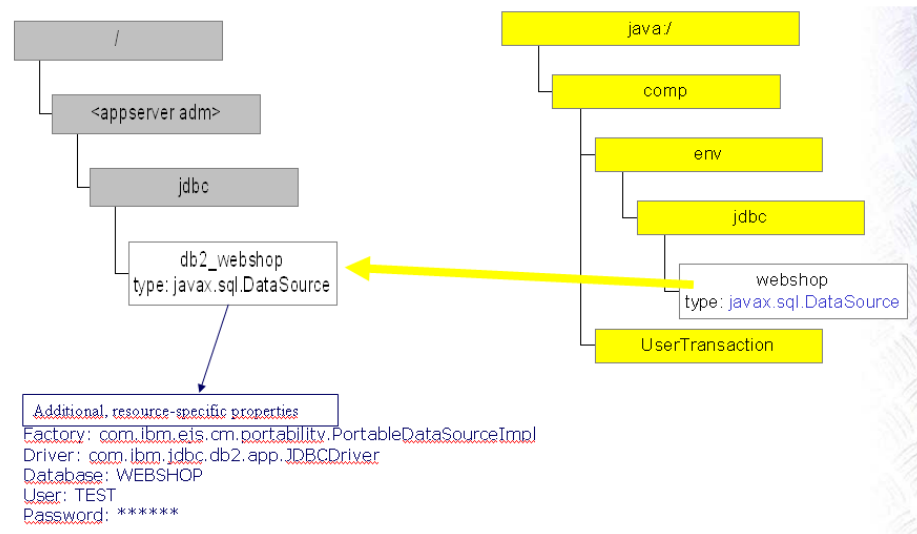 /
<appserver adm>
jdbc
db2_webshop
type: javax.sql.DataSource
java:/
comp
env
jdbc
webshop
type: javax.sql.DataSource
UserTransaction
Additional, resource-specific properties
Factory: com.ibm.ejs.cm.portability.PortableDataSourceImpl
Driver: com.ibm.jdbc.db2.app.JDBCDriver
Database: WEBSHOP
User: TEST
Password: ******